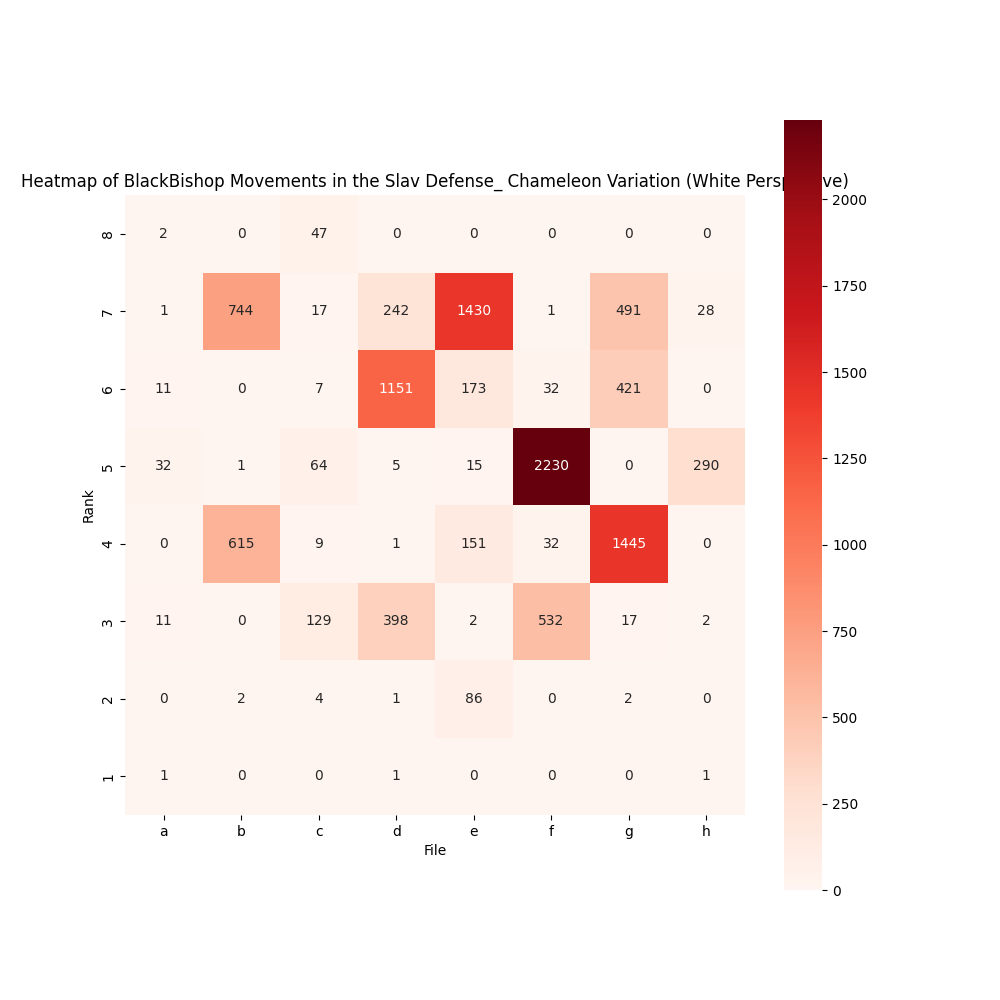 Heatmap of BlackBishop Movements in the Slav Defense_ Chameleon Variation (White Perspective)
8 2 0 47 0 0 0 0 0
7 1 744 17 242 1430 1 491 28
6 11 0 7 1151 173 32 421 0
5 32 1 64 5 15 2230 0 290
4 0 615 9 1 151 32 1445 0
3 11 0 129 398 2 532 17 2
2 0 2 4 1 86 0 2 0
1 1 0 0 1 0 0 0 1
a b c d e f g h
File
Rank
2000
1750
1500
1250
1000
750
500
250
0